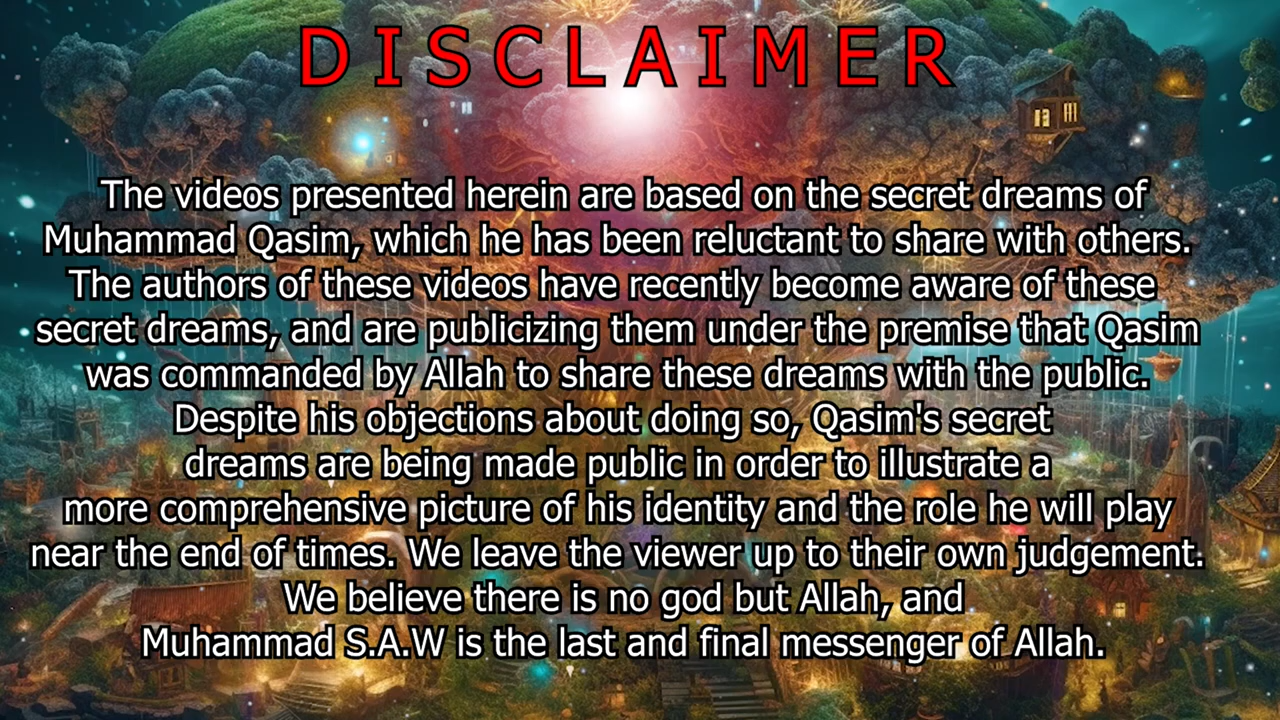 DISCLAIMER
The videos presented herein are based on the secret dreams of
Muhammad Qasim, which he has been reluctant to share with others.
The authors of these videos have recently become aware of these
secret dreams, and are publicizing them under the premise that Qasim
was commanded by Allah to share these dreams with the public.
Despite his objections about doing so, Qasim's secret
dreams are being made public in order to illustrate a
more comprehensive picture of his identity and the role he will play
near the end of times. We leave the viewer up to their own judgement.
We believe there is no god but Allah, and
Muhammad S.A.W is the last and final messenger of Allah.